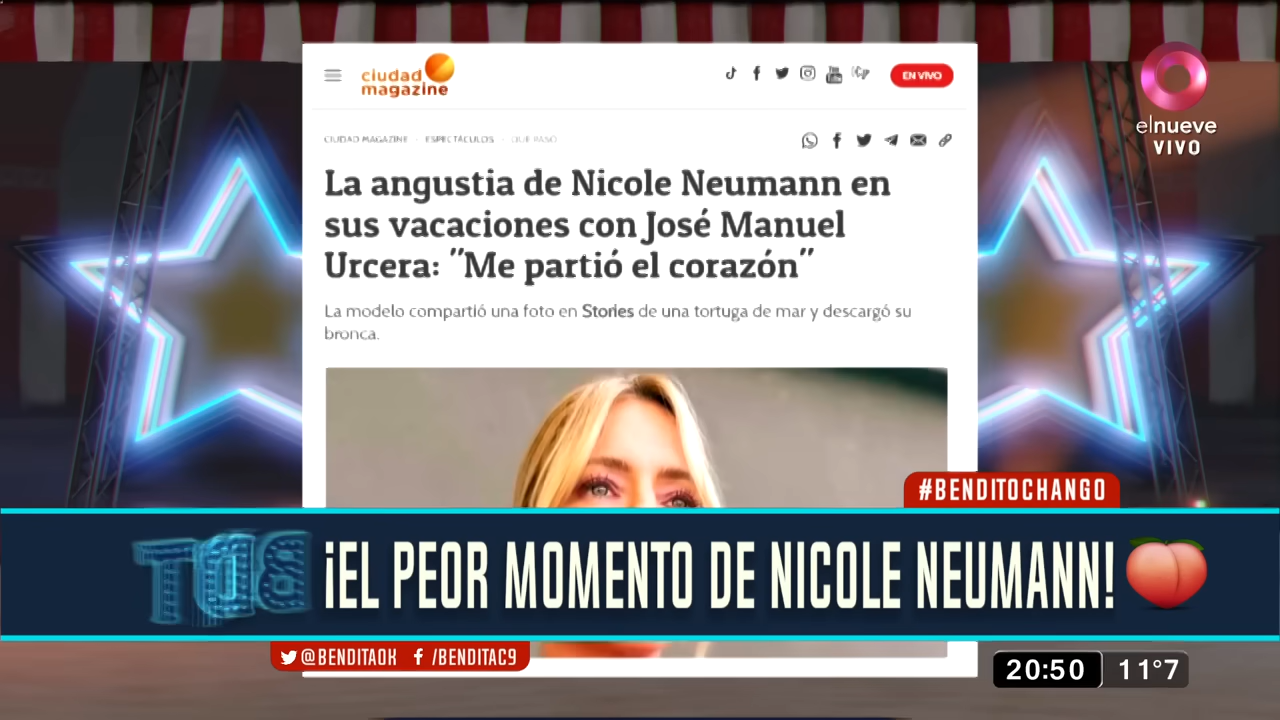 ciudad
magazine
EN VIVO
elnueve
VIVO
CIUDAD MAGAZINE - ESPECTÁCULOS - QUE PASÓ
La angustia de Nicole Neumann en
sus vacaciones con José Manuel
Urcera: "Me partió el corazón"
La modelo compartió una foto en Stories de una tortuga de mar y descargó su
bronca.
#BENDITOCHANGO
¡EL PEOR MOMENTO DE NICOLE NEUMANN!
@BENDITAOK /BENDITAC9
20:50 11°7